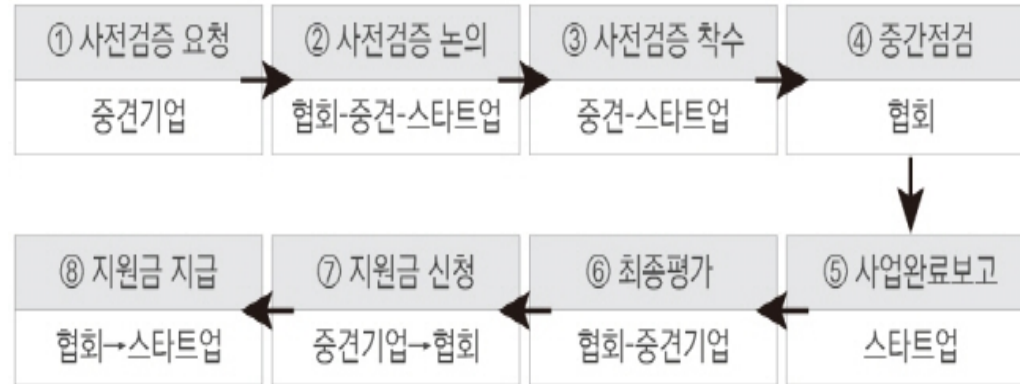 ① 사전검증 요청
중견기업
② 사전검증 논의
협회-중견-스타트업
③ 사전검증 착수
중견-스타트업
④ 중간점검
협회
⑤ 사업완료보고
스타트업
⑥ 최종평가
협회-중견기업
⑦ 지원금 신청
중견기업→협회
⑧ 지원금 지급
협회→스타트업